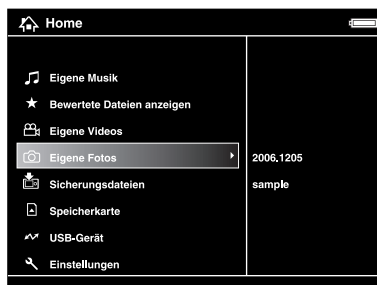 Home
Eigene Musik
Bewertete Dateien anzeigen
Eigene Videos
Eigene Fotos
2006.1205
Sicherungsdateien
sample
Speicherkarte
USB-Gerät
Einstellungen